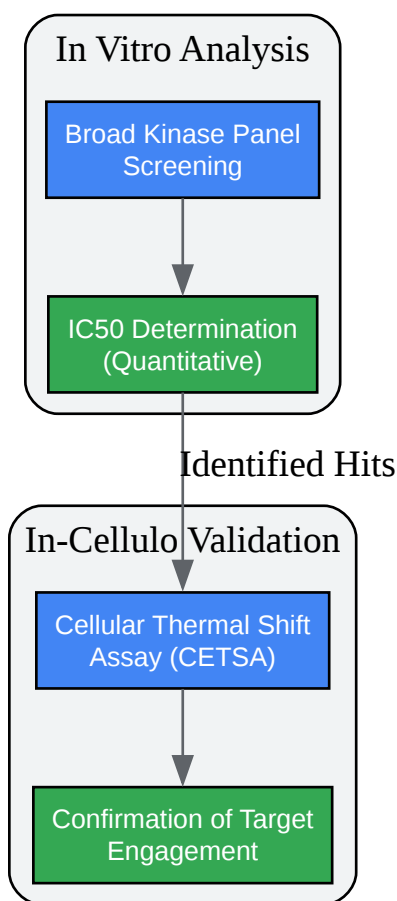 In Vitro Analysis
Broad Kinase Panel
Screening
IC50 Determination
(Quantitative)
Identified Hits
In-Cellulo Validation
Cellular Thermal Shift
Assay (CETSA)
Confirmation of Target
Engagement